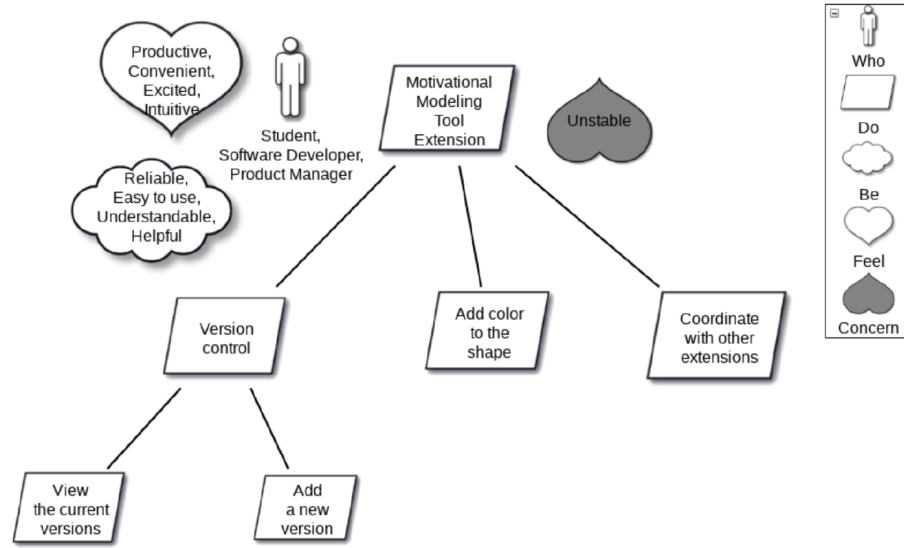 Productive,
Convenient,
Excited,
Intuitive
Student,
Software Developer,
Product Manager
Reliable,
Easy to use,
Understandable,
Helpful
Motivational
Modeling
Tool
Extension
Unstable
Version
control
Add color
to the
shape
Coordinate
with other
extensions
View
the current
versions
Add
a new
version
Who
Do
Be
Feel
Concern